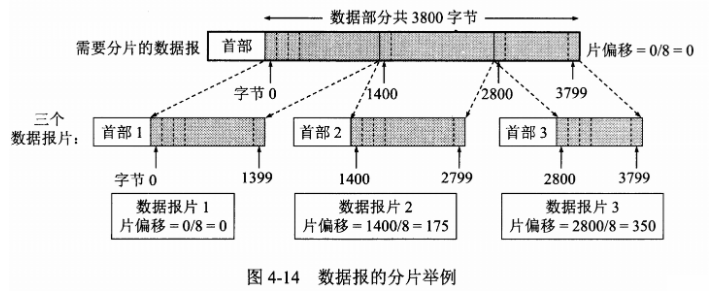 数据部分共 3800 字节
需要分片的数据报 首部 片偏移 = 0/8 = 0
字节 0 1400 2800 3799
三个
数据报片: 首部 1 首部 2 首部 3
字节 0 1399 1400 2799 2800 3799
数据报片 1 数据报片 2 数据报片 3
片偏移 = 0/8 = 0 片偏移 = 1400/8 = 175 片偏移 = 2800/8 = 350
图 4-14 数据报的分片举例